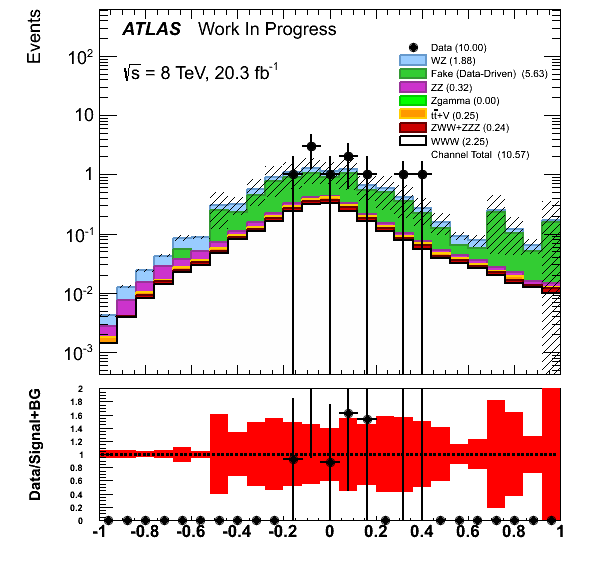 Events
ATLAS Work In Progress
√s = 8 TeV, 20.3 fb⁻¹
Data (10.00)
WZ (1.88)
Fake (Data-Driven) (5.63)
ZZ (0.32)
Zgamma (0.00)
tt̄+V (0.25)
ZWW+ZZZ (0.24)
WWW (2.25)
Channel Total (10.57)
10²
10
1
10⁻¹
10⁻²
10⁻³
Data/Signal+BG
2
1.8
1.6
1.4
1.2
1
0.8
0.6
0.4
0.2
0
-1 -0.8 -0.6 -0.4 -0.2 0 0.2 0.4 0.6 0.8 1